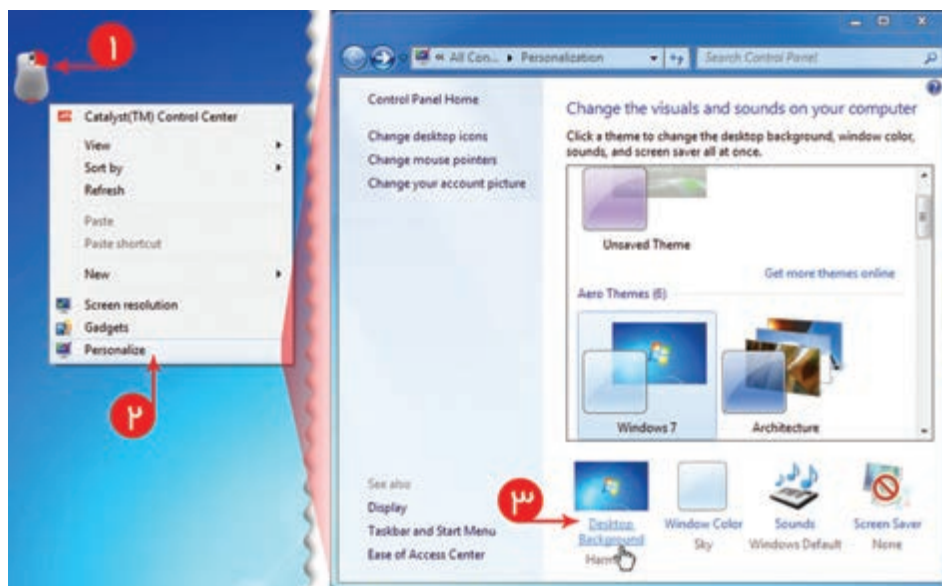 ١
Catalyst(TM) Control Center
View
Sort by
Refresh
Paste
Paste shortcut
New
Screen resolution
Gadgets
Personalize
٢
« All Con... ▸ Personalization
Search Control Panel
Control Panel Home
Change desktop icons
Change mouse pointers
Change your account picture
See also
Display
Taskbar and Start Menu
Ease of Access Center
Change the visuals and sounds on your computer
Click a theme to change the desktop background, window color,
sounds, and screen saver all at once.
Unsaved Theme
Get more themes online
Aero Themes (6)
Windows 7
Architecture
٣
Desktop
Background
Window Color
Sky
Sounds
Windows Default
Screen Saver
None